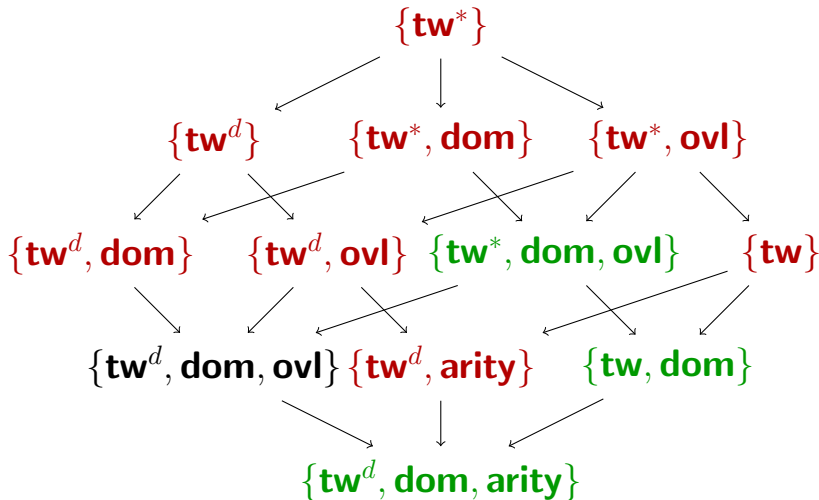 {tw*}
{tw^d} {tw*, dom} {tw*, ovl}
{tw^d, dom} {tw^d, ovl} {tw*, dom, ovl} {tw}
{tw^d, dom, ovl} {tw^d, arity} {tw, dom}
{tw^d, dom, arity}